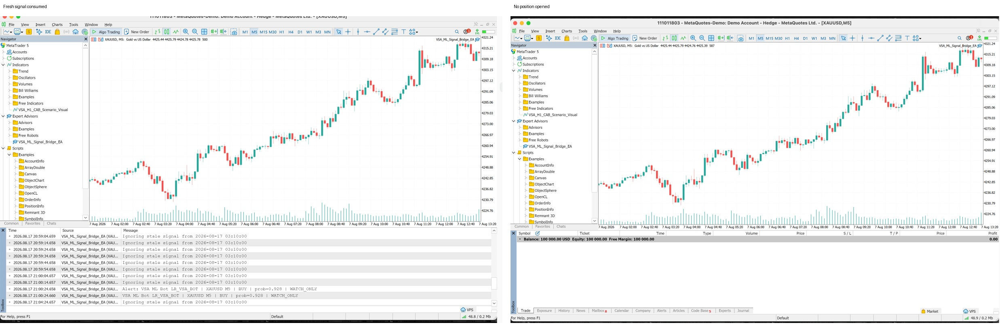 Fresh signal consumed
111011803 - MetaQuotes-Demo: Demo Account - Hedge - MetaQuotes Ltd. - [XAUUSD,M5]
File View Insert Charts Tools Window Help
IDE Algo Trading New Order M1 M5 M15 M30 H1 H4 D1 W1 M3 MN T 1 LVL
Navigator
MetaTrader 5
Accounts
Subscriptions
Indicators
Trend
Oscillators
Volumes
Bill Williams
Examples
Free Indicators
VSA_H1_CAB_Scenario_Visual
Expert Advisors
Advisors
Examples
Free Robots
VSA_ML_Signal_Bridge_EA
Scripts
Examples
AccountInfo
ArrayDouble
Canvas
ObjectChart
ObjectSphere
OpenCL
OrderInfo
PositionInfo
Remnant 3D
SymbolInfo
Common Favorites Chats
XAUUSD, M5: Gold vs US Dollar 4425.44 4425.79 4424.78 4425.78 500
VSA_ML_Signal_Bridge_EA
4321.24
4315.21
4309.18
4303.15
4297.12
4291.09
4285.06
4279.03
4273.00
4266.97
4260.94
4254.91
4248.88
4242.85
4236.82
4230.79
4224.76
7 Aug 2026 7 Aug 02:00 7 Aug 02:40 7 Aug 03:20 7 Aug 04:00 7 Aug 04:40 7 Aug 05:20 7 Aug 06:00 7 Aug 06:40 7 Aug 07:20 7 Aug 08:00 7 Aug 08:40 7 Aug 09:20 7 Aug 10:00 7 Aug 10:40 7 Aug 11:20 7 Aug 12:00 7 Aug 12:40 7 Aug 13:20
Time Source Message
2026.08.17 20:59:04.659 VSA_ML_Signal_Bridge_EA (XAU... Ignoring stale signal from 2026-08-17 03:10:00
2026.08.17 20:59:14.658 VSA_ML_Signal_Bridge_EA (XAU... Ignoring stale signal from 2026-08-17 03:10:00
2026.08.17 20:59:24.658 VSA_ML_Signal_Bridge_EA (XAU... Ignoring stale signal from 2026-08-17 03:10:00
2026.08.17 20:59:34.658 VSA_ML_Signal_Bridge_EA (XAU... Ignoring stale signal from 2026-08-17 03:10:00
2026.08.17 20:59:44.658 VSA_ML_Signal_Bridge_EA (XAU... Ignoring stale signal from 2026-08-17 03:10:00
2026.08.17 20:59:54.658 VSA_ML_Signal_Bridge_EA (XAU... Ignoring stale signal from 2026-08-17 03:10:00
2026.08.17 21:00:04.657 VSA_ML_Signal_Bridge_EA (XAU... Ignoring stale signal from 2026-08-17 03:10:00
2026.08.17 21:00:14.657 VSA_ML_Signal_Bridge_EA (XAU... Ignoring stale signal from 2026-08-17 03:10:00
2026.08.17 21:00:24.658 VSA_ML_Signal_Bridge_EA (XAU... Alert: VSA ML Bot LR_VSA_BOT | XAUUSD M5 | BUY | prob=0.928 | WATCH_ONLY
2026.08.17 21:00:24.660 VSA_ML_Signal_Bridge_EA (XAU... VSA ML Bot LR_VSA_BOT | XAUUSD M5 | BUY | prob=0.928 | WATCH_ONLY
2026.08.17 21:04:24.657 VSA_ML_Signal_Bridge_EA (XAU... Ignoring stale signal from 2026-08-17 03:10:00
Toolbox
VPS
For Help, press F1 Default 48.8 / 0.2 Mb
No position opened
111011803 - MetaQuotes-Demo: Demo Account - Hedge - MetaQuotes Ltd. - [XAUUSD,M5]
File View Insert Charts Tools Window Help
IDE Algo Trading New Order M1 M5 M15 M30 H1 H4 D1 W1 M3 MN T 1 LVL
Navigator
MetaTrader 5
Accounts
Subscriptions
Indicators
Trend
Oscillators
Volumes
Bill Williams
Examples
Free Indicators
VSA_H1_CAB_Scenario_Visual
Expert Advisors
Advisors
Examples
Free Robots
VSA_ML_Signal_Bridge_EA
Scripts
Examples
AccountInfo
ArrayDouble
Canvas
ObjectChart
ObjectSphere
OpenCL
OrderInfo
PositionInfo
Remnant 3D
SymbolInfo
Common Favorites Chats
XAUUSD, M5: Gold vs US Dollar 4425.44 4425.79 4424.76 4425.39 587
VSA_ML_Signal_Bridge_EA
4321.24
4315.21
4309.18
4303.15
4297.12
4291.09
4285.06
4279.03
4273.00
4266.97
4260.94
4254.91
4248.88
4242.85
4236.82
4230.79
4224.76
7 Aug 2026 7 Aug 02:00 7 Aug 02:40 7 Aug 03:20 7 Aug 04:00 7 Aug 04:40 7 Aug 05:20 7 Aug 06:00 7 Aug 06:40 7 Aug 07:20 7 Aug 08:00 7 Aug 08:40 7 Aug 09:20 7 Aug 10:00 7 Aug 10:40 7 Aug 11:20 7 Aug 12:00 7 Aug 12:40 7 Aug 13:20
Symbol Ticket Time Type Volume Price S / L T / P Price Profit
Balance: 100 000.00 USD Equity: 100 000.00 Free Margin: 100 000.00 0.00
Toolbox
Trade Exposure History News Mailbox 8 Calendar Company Alerts Articles Code Base 5 Experts Journal
Market VPS
For Help, press F1 Default 48.9 / 0.2 Mb